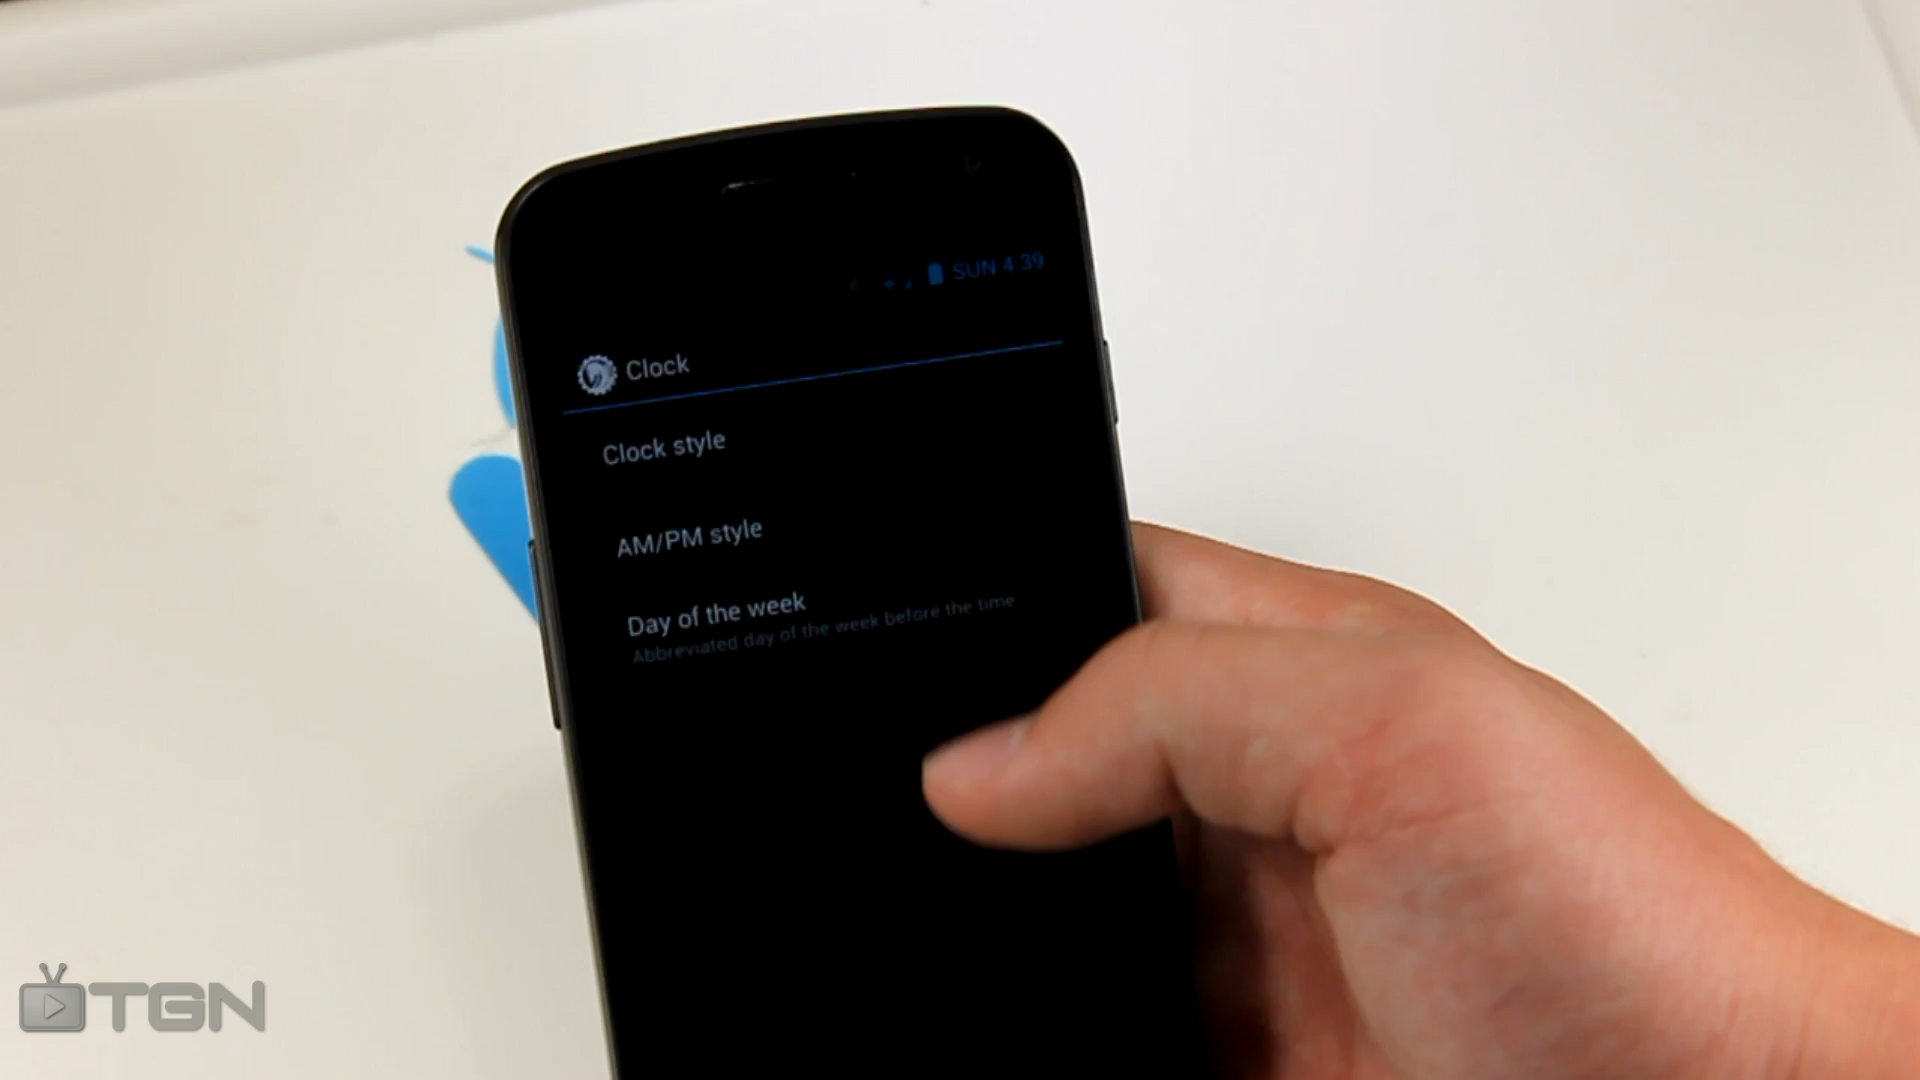 SUN 4:39
Clock
Clock style
AM/PM style
Day of the week
Abbreviated day of the week before the time
TGN